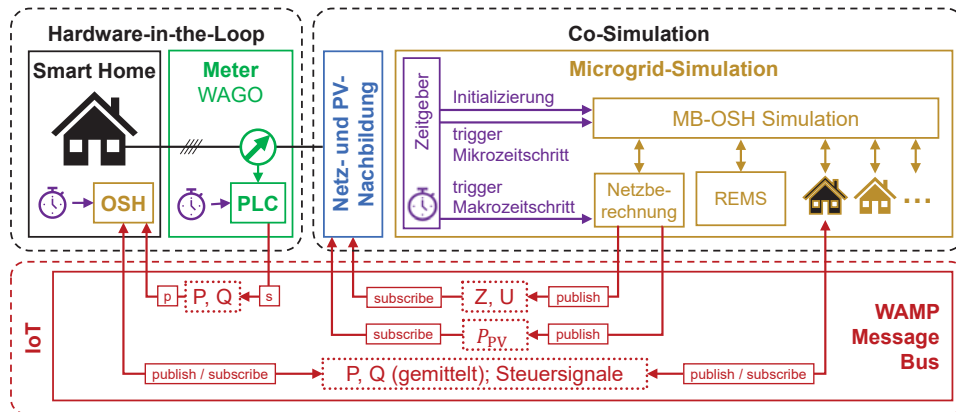 Hardware-in-the-Loop
Co-Simulation
Smart Home
Meter
WAGO
Netz- und PV-
Nachbildung
Microgrid-Simulation
Zeitgeber
Initializierung
trigger
Mikrozeitschritt
trigger
Makrozeitschritt
MB-OSH Simulation
Netzbe-
rechnung
REMS
...
OSH
PLC
IoT
p
P, Q
s
subscribe
Z, U
publish
subscribe
P_PV
publish
publish / subscribe
P, Q (gemittelt); Steuersignale
publish / subscribe
WAMP
Message
Bus